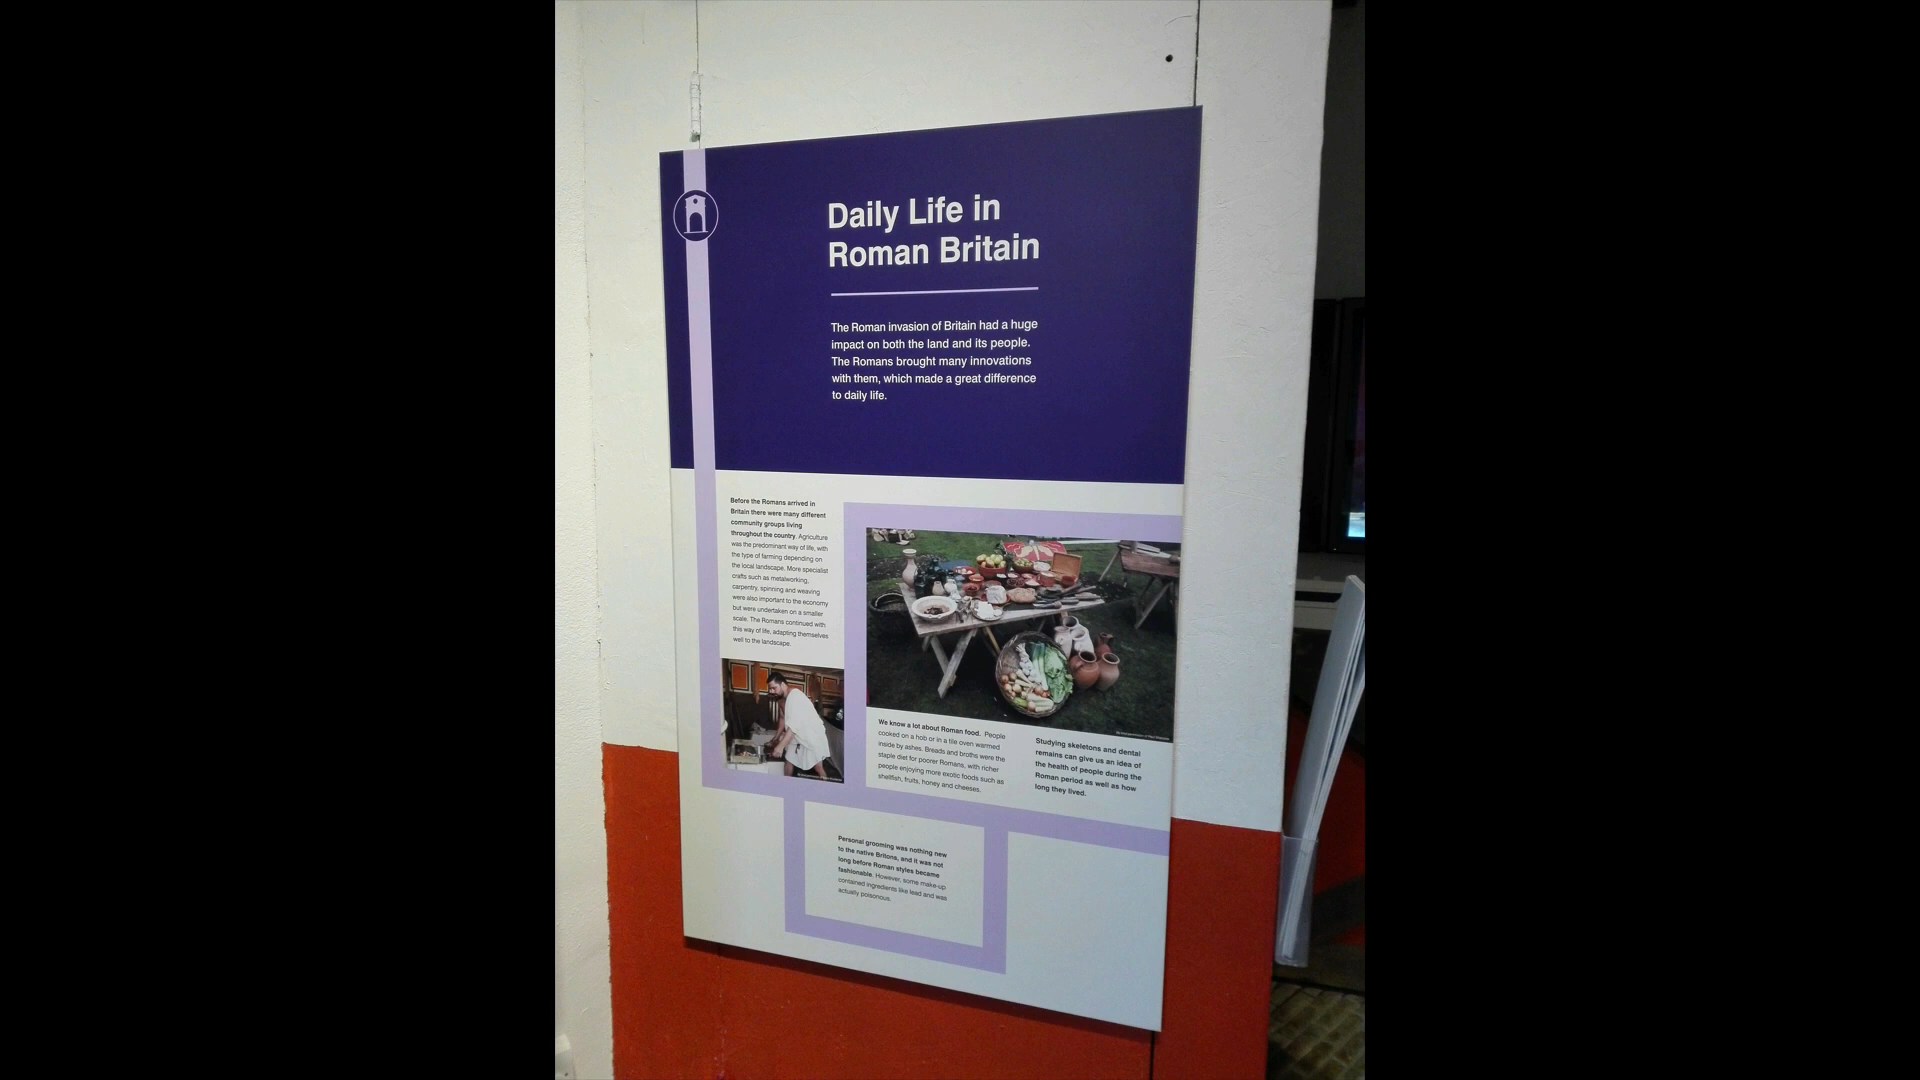 Daily Life in
Roman Britain
The Roman invasion of Britain had a huge
impact on both the land and its people.
The Romans brought many innovations
with them, which made a great difference
to daily life.
Before the Romans arrived in
Britain there were many different
community groups living
throughout the country. Agriculture
was the predominant way of life, with
the type of farming depending on
the local landscape. More specialist
crafts such as metalworking,
carpentry, spinning and weaving
were also important to the economy
but were undertaken on a smaller
scale. The Romans continued with
this way of life, adapting themselves
well to the landscape.
We know a lot about Roman food. People
cooked on a hob or in a tile oven warmed
inside by ashes. Breads and broths were the
staple diet for poorer Romans, with richer
people enjoying more exotic foods such as
shellfish, fruits, honey and cheeses.
Studying skeletons and dental
remains can give us an idea of
the health of people during the
Roman period as well as how
long they lived.
Personal grooming was nothing new
to the native Britons, and it was not
long before Roman styles became
fashionable. However, some make-up
contained ingredients like lead and was
actually poisonous.